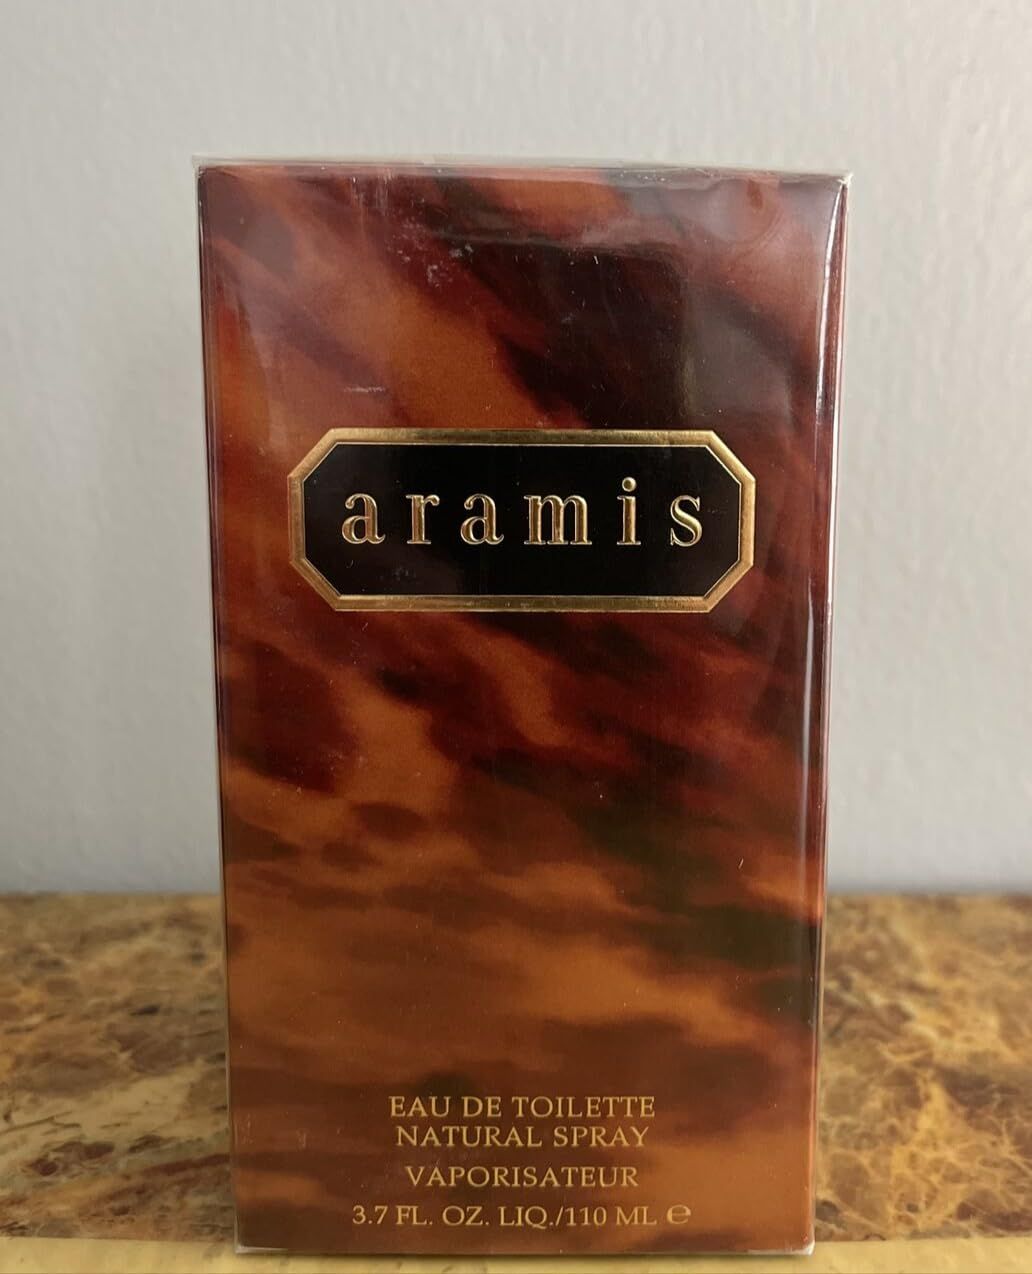 aramis
EAU DE TOILETTE
NATURAL SPRAY
VAPORISATEUR
3.7 FL. OZ. LIQ./110 ML ℮